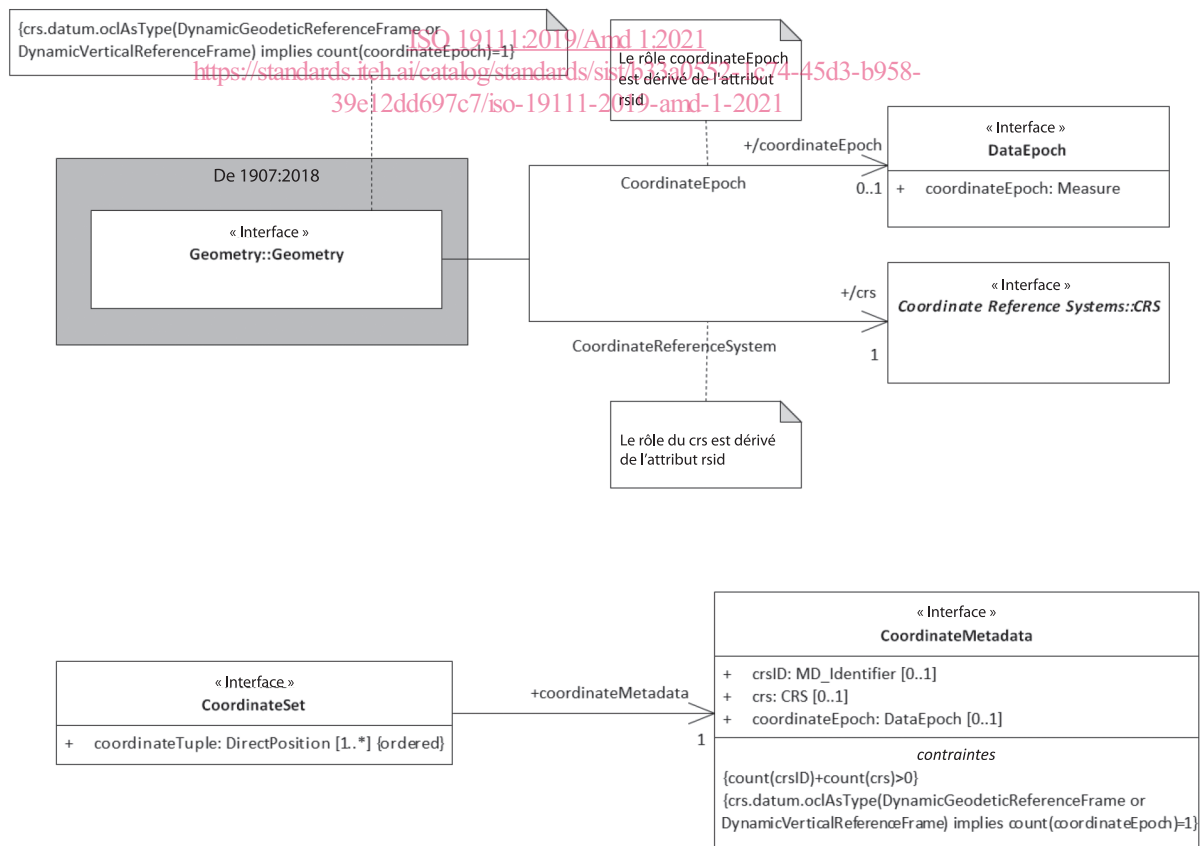 {crs.datum.oclAsType(DynamicGeodeticReferenceFrame or
DynamicVerticalReferenceFrame) implies count(coordinateEpoch)=1}
ISO 19111:2019/Amd 1:2021
https://standards.iteh.ai/catalog/standards/sist/b33a0552-1c74-45d3-b958-
39e12dd697c7/iso-19111-2019-amd-1-2021
Le rôle coordinateEpoch
est dérivé de l'attribut
rsid
De 1907:2018
« Interface »
Geometry::Geometry
+/coordinateEpoch
CoordinateEpoch
0..1
« Interface »
DataEpoch
+ coordinateEpoch: Measure
+/crs
CoordinateReferenceSystem
1
« Interface »
Coordinate Reference Systems::CRS
Le rôle du crs est dérivé
de l'attribut rsid
« Interface »
CoordinateSet
+ coordinateTuple: DirectPosition [1..*] {ordered}
+coordinateMetadata
1
« Interface »
CoordinateMetadata
+ crsID: MD_Identifier [0..1]
+ crs: CRS [0..1]
+ coordinateEpoch: DataEpoch [0..1]
contraintes
{count(crsID)+count(crs)>0}
{crs.datum.oclAsType(DynamicGeodeticReferenceFrame or
DynamicVerticalReferenceFrame) implies count(coordinateEpoch)=1}